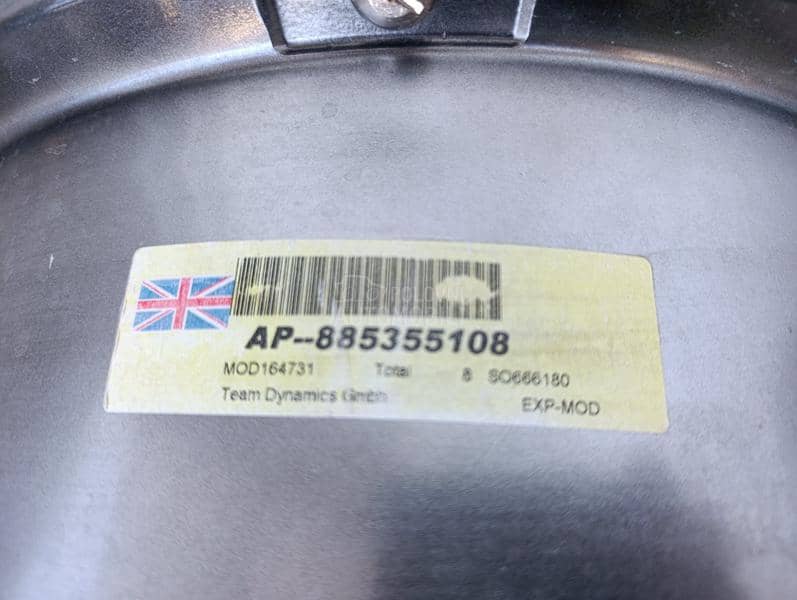 AP--885355108
MOD164731 Total 8 SO666180
Team Dynamics Gmbh
EXP-MOD